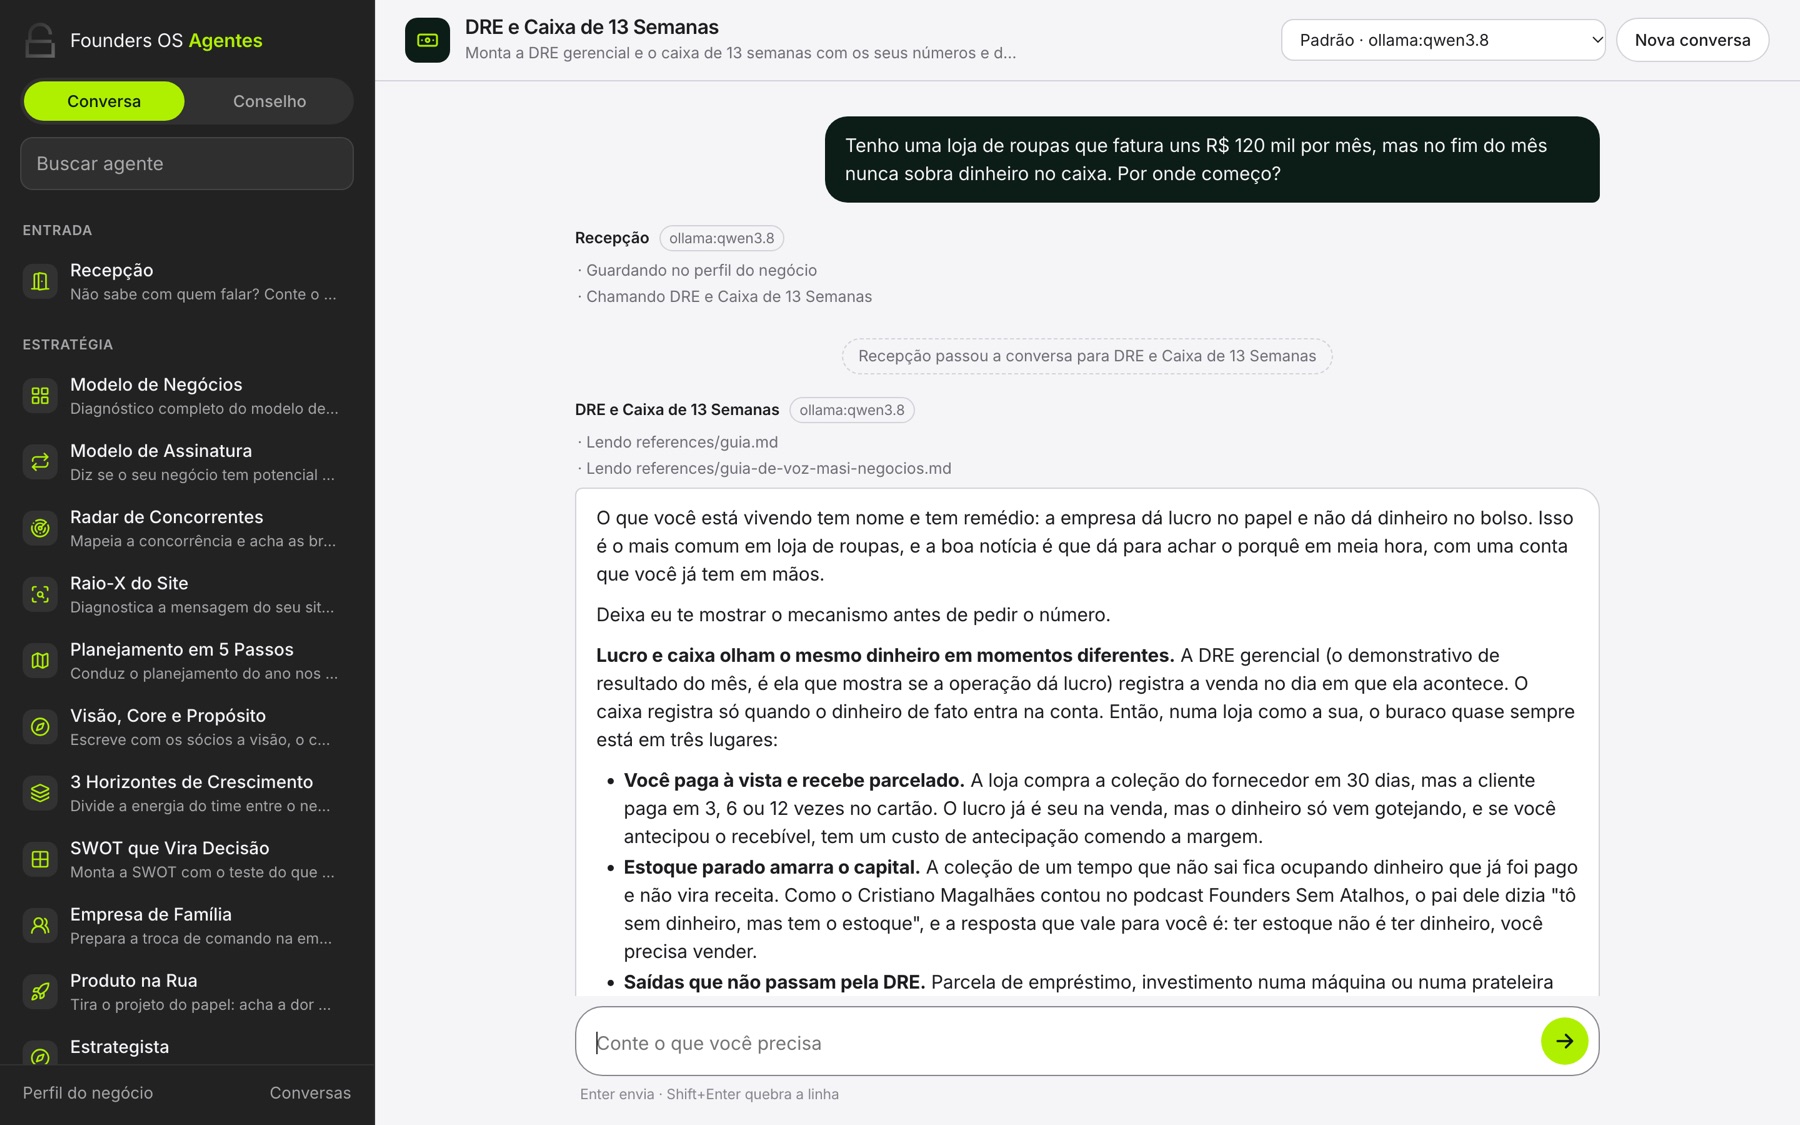 Founders OS Agentes
Conversa
Conselho
Buscar agente
ENTRADA
Recepção
Não sabe com quem falar? Conte o ...
ESTRATÉGIA
Modelo de Negócios
Diagnóstico completo do modelo de...
Modelo de Assinatura
Diz se o seu negócio tem potencial ...
Radar de Concorrentes
Mapeia a concorrência e acha as br...
Raio-X do Site
Diagnostica a mensagem do seu sit...
Planejamento em 5 Passos
Conduz o planejamento do ano nos ...
Visão, Core e Propósito
Escreve com os sócios a visão, o c...
3 Horizontes de Crescimento
Divide a energia do time entre o ne...
SWOT que Vira Decisão
Monta a SWOT com o teste do que ...
Empresa de Família
Prepara a troca de comando na em...
Produto na Rua
Tira o projeto do papel: acha a dor ...
Estrategista
Perfil do negócio
Conversas
DRE e Caixa de 13 Semanas
Monta a DRE gerencial e o caixa de 13 semanas com os seus números e d...
Padrão · ollama:qwen3.8
Nova conversa
Tenho uma loja de roupas que fatura uns R$ 120 mil por mês, mas no fim do mês
nunca sobra dinheiro no caixa. Por onde começo?
Recepção ollama:qwen3.8
· Guardando no perfil do negócio
· Chamando DRE e Caixa de 13 Semanas
Recepção passou a conversa para DRE e Caixa de 13 Semanas
DRE e Caixa de 13 Semanas ollama:qwen3.8
· Lendo references/guia.md
· Lendo references/guia-de-voz-masi-negocios.md
O que você está vivendo tem nome e tem remédio: a empresa dá lucro no papel e não dá dinheiro no bolso. Isso
é o mais comum em loja de roupas, e a boa notícia é que dá para achar o porquê em meia hora, com uma conta
que você já tem em mãos.
Deixa eu te mostrar o mecanismo antes de pedir o número.
Lucro e caixa olham o mesmo dinheiro em momentos diferentes. A DRE gerencial (o demonstrativo de
resultado do mês, é ela que mostra se a operação dá lucro) registra a venda no dia em que ela acontece. O
caixa registra só quando o dinheiro de fato entra na conta. Então, numa loja como a sua, o buraco quase sempre
está em três lugares:
• Você paga à vista e recebe parcelado. A loja compra a coleção do fornecedor em 30 dias, mas a cliente
paga em 3, 6 ou 12 vezes no cartão. O lucro já é seu na venda, mas o dinheiro só vem gotejando, e se você
antecipou o recebível, tem um custo de antecipação comendo a margem.
• Estoque parado amarra o capital. A coleção de um tempo que não sai fica ocupando dinheiro que já foi pago
e não vira receita. Como o Cristiano Magalhães contou no podcast Founders Sem Atalhos, o pai dele dizia "tô
sem dinheiro, mas tem o estoque", e a resposta que vale para você é: ter estoque não é ter dinheiro, você
precisa vender.
• Saídas que não passam pela DRE. Parcela de empréstimo, investimento numa máquina ou numa prateleira
Conte o que você precisa
Enter envia · Shift+Enter quebra a linha